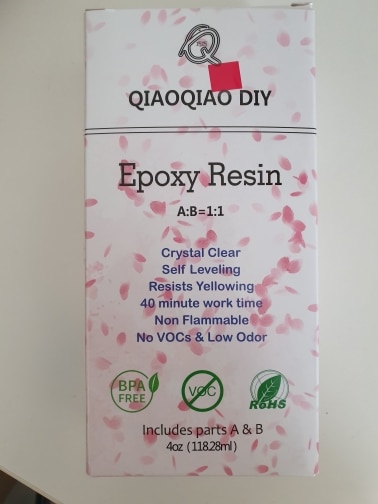 QIAOQIAO DIY
Epoxy Resin
A:B=1:1
Crystal Clear
Self Leveling
Resists Yellowing
40 minute work time
Non Flammable
No VOCs & Low Odor
BPA
FREE
VOC
RoHS
Includes parts A & B
4oz (118.28ml)